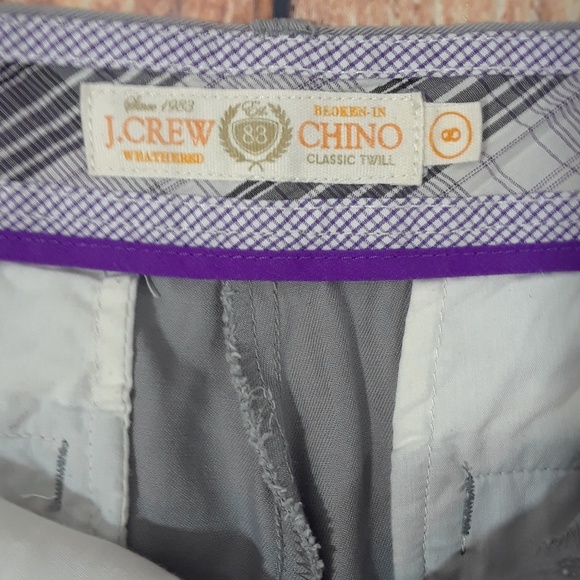 Since 1983
J.CREW
WEATHERED
Est.
83
BROKEN-IN
CHINO
CLASSIC TWILL
8